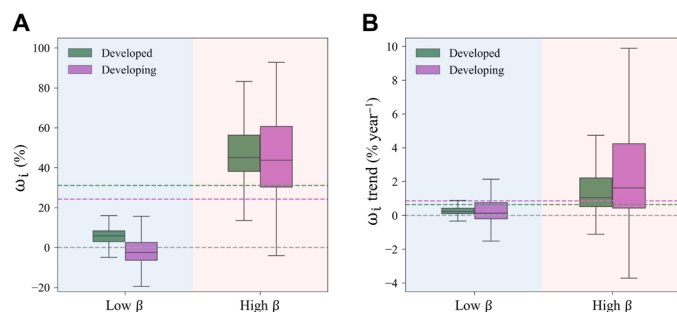 A
100
80
60
40
20
0
−20
ωi (%)
Developed
Developing
Low β
High β
B
10
8
6
4
2
0
−2
−4
ωi trend (% year⁻¹)
Developed
Developing
Low β
High β